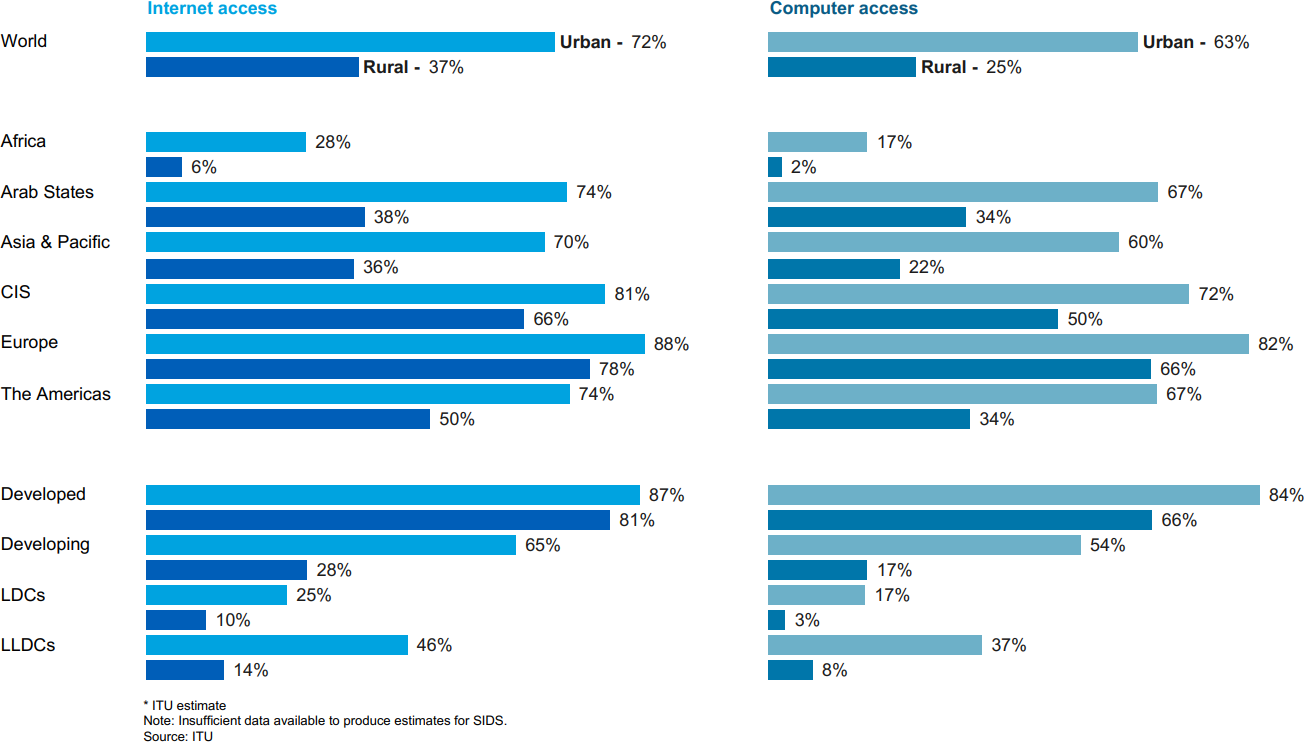 Internet access Computer access
World Urban - 72% Urban - 63%
Rural - 37% Rural - 25%
Africa 28% 17%
6% 2%
Arab States 74% 67%
38% 34%
Asia & Pacific 70% 60%
36% 22%
CIS 81% 72%
66% 50%
Europe 88% 82%
78% 66%
The Americas 74% 67%
50% 34%
Developed 87% 84%
81% 66%
Developing 65% 54%
28% 17%
LDCs 25% 17%
10% 3%
LLDCs 46% 37%
14% 8%
* ITU estimate
Note: Insufficient data available to produce estimates for SIDS.
Source: ITU